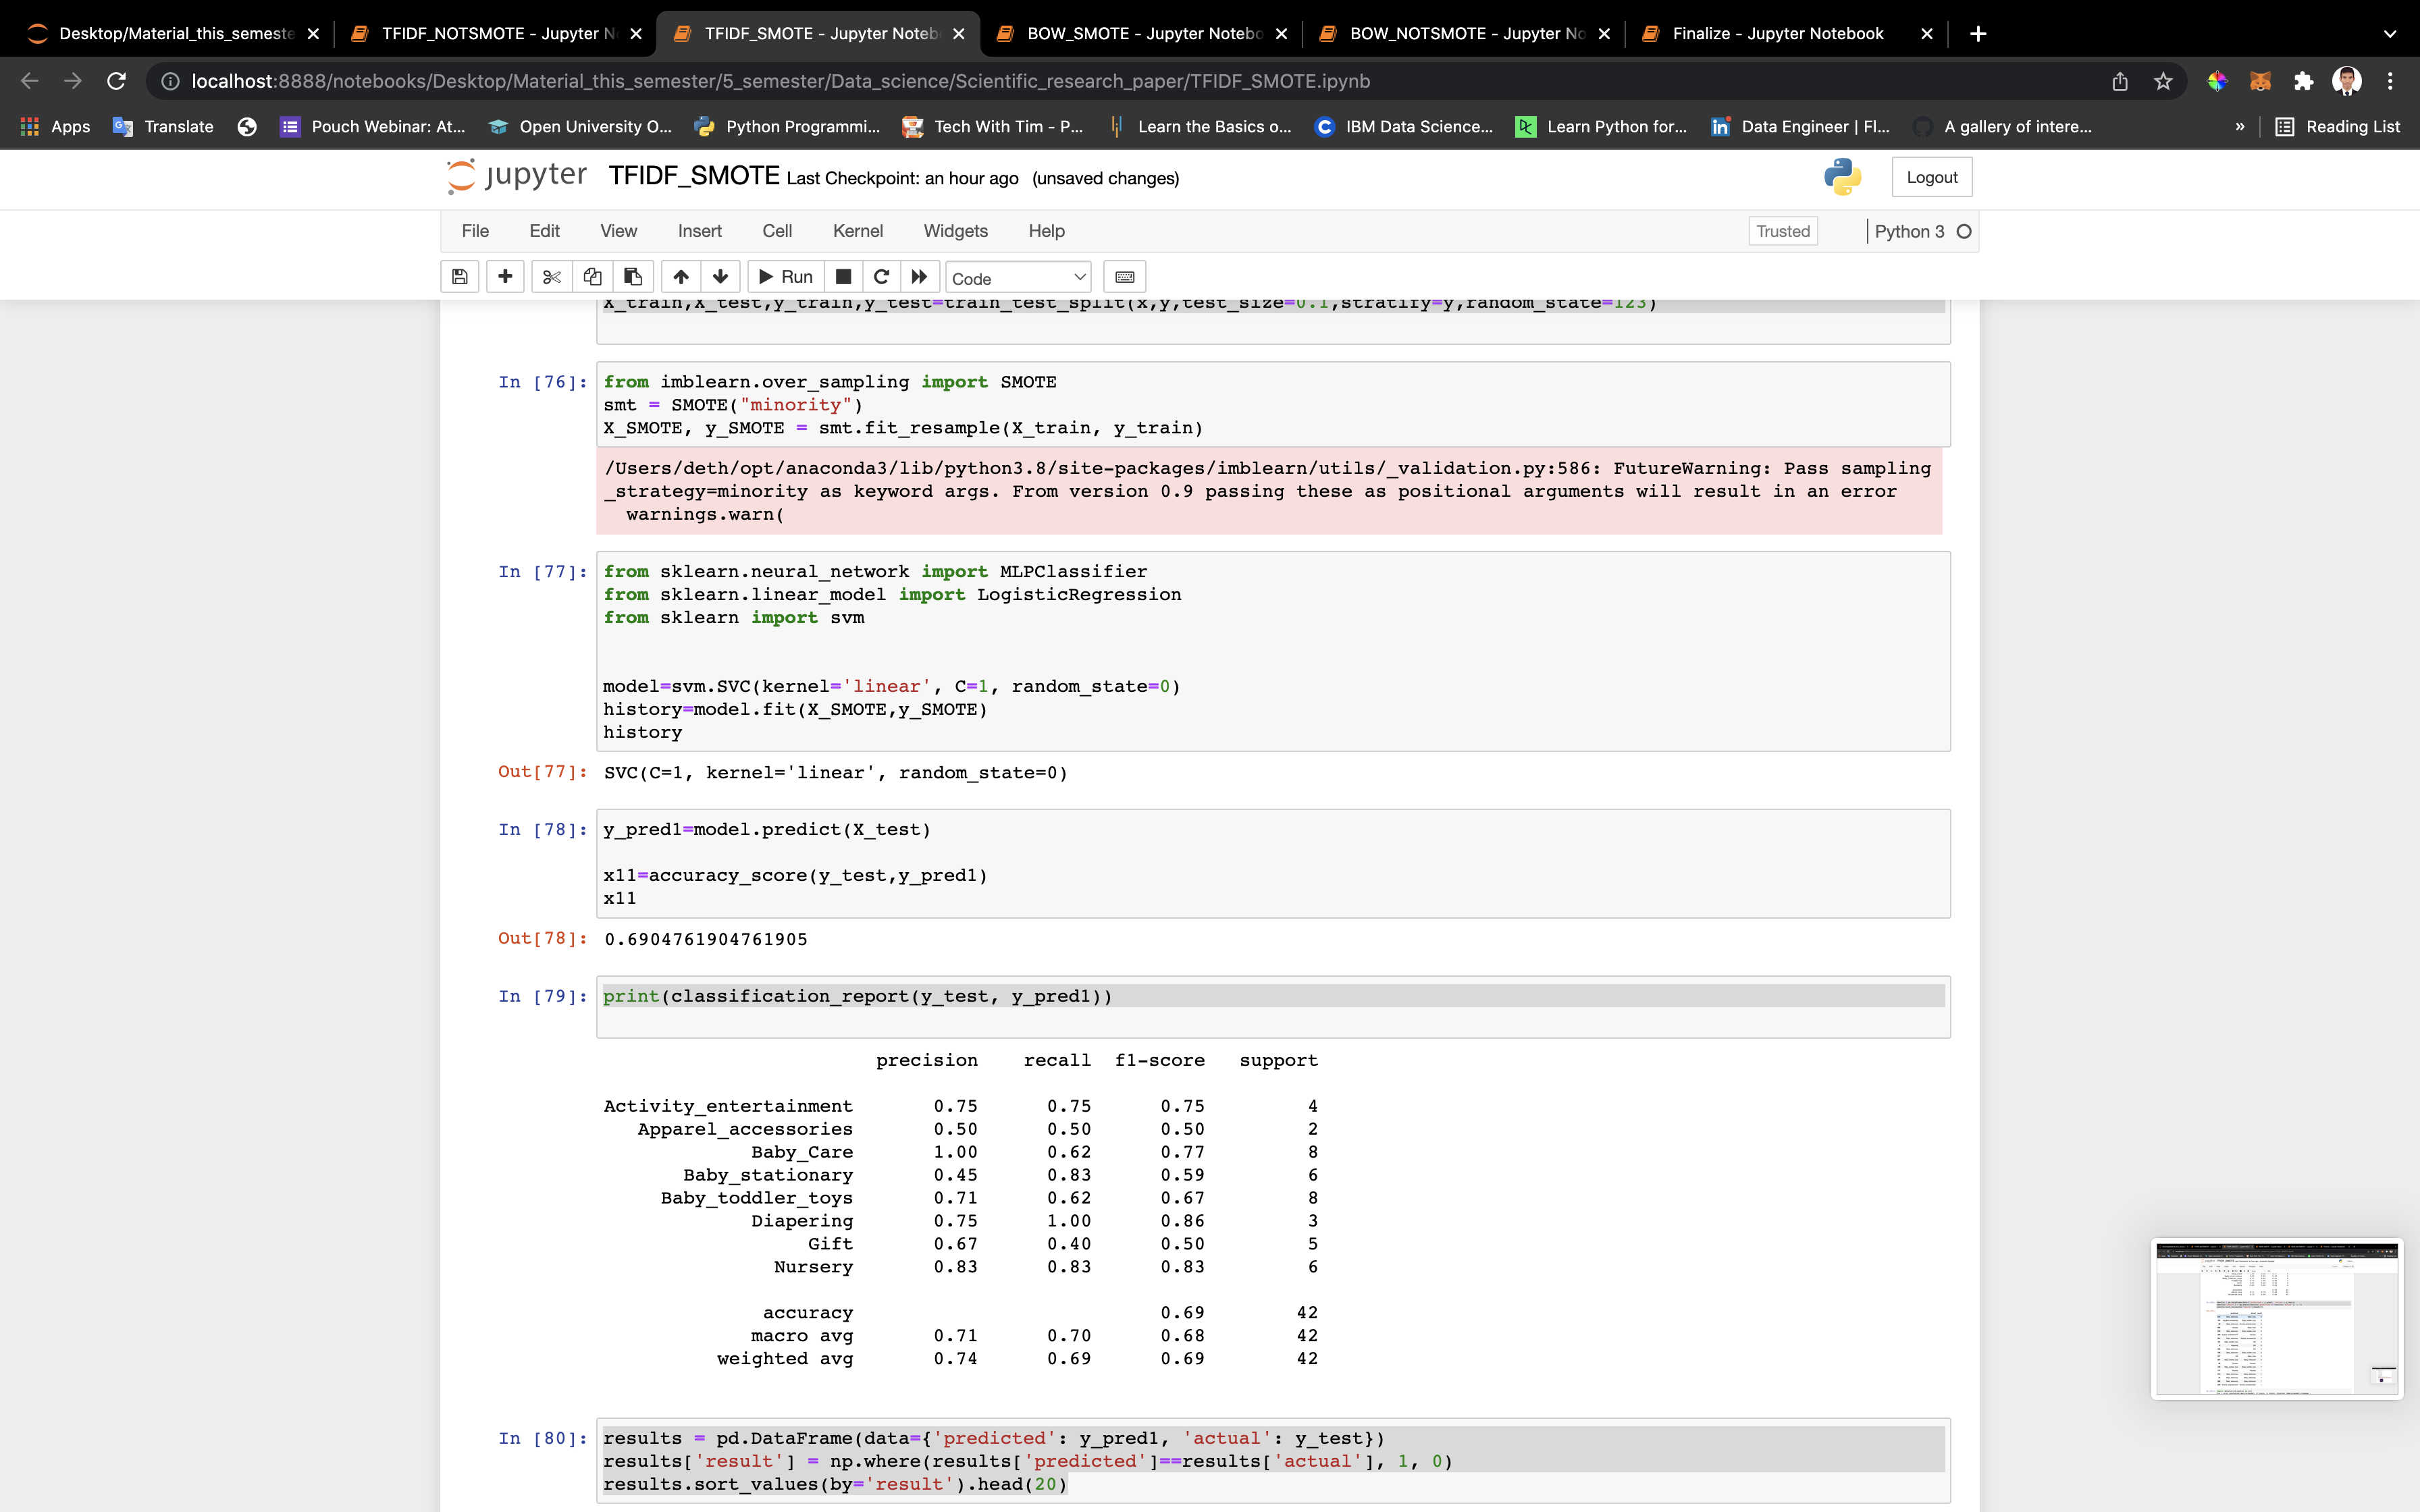 Desktop/Material_this_semeste
TFIDF_NOTSMOTE - Jupyter N
TFIDF_SMOTE - Jupyter Noteb
BOW_SMOTE - Jupyter Notebo
BOW_NOTSMOTE - Jupyter No
Finalize - Jupyter Notebook
localhost:8888/notebooks/Desktop/Material_this_semester/5_semester/Data_science/Scientific_research_paper/TFIDF_SMOTE.ipynb
Apps Translate Pouch Webinar: At... Open University O... Python Programmi... Tech With Tim - P... Learn the Basics o... IBM Data Science... Learn Python for... Data Engineer | Fl... A gallery of intere... » Reading List
jupyter TFIDF_SMOTE Last Checkpoint: an hour ago (unsaved changes) Logout
File Edit View Insert Cell Kernel Widgets Help Trusted Python 3
Run Code
X_train,X_test,y_train,y_test=train_test_split(x,y,test_size=0.1,stratify=y,random_state=123)
In [76]: from imblearn.over_sampling import SMOTE
smt = SMOTE("minority")
X_SMOTE, y_SMOTE = smt.fit_resample(X_train, y_train)
/Users/deth/opt/anaconda3/lib/python3.8/site-packages/imblearn/utils/_validation.py:586: FutureWarning: Pass sampling
_strategy=minority as keyword args. From version 0.9 passing these as positional arguments will result in an error
warnings.warn(
In [77]: from sklearn.neural_network import MLPClassifier
from sklearn.linear_model import LogisticRegression
from sklearn import svm
model=svm.SVC(kernel='linear', C=1, random_state=0)
history=model.fit(X_SMOTE,y_SMOTE)
history
Out[77]: SVC(C=1, kernel='linear', random_state=0)
In [78]: y_pred1=model.predict(X_test)
x11=accuracy_score(y_test,y_pred1)
x11
Out[78]: 0.6904761904761905
In [79]: print(classification_report(y_test, y_pred1))
precision recall f1-score support
Activity_entertainment 0.75 0.75 0.75 4
Apparel_accessories 0.50 0.50 0.50 2
Baby_Care 1.00 0.62 0.77 8
Baby_stationary 0.45 0.83 0.59 6
Baby_toddler_toys 0.71 0.62 0.67 8
Diapering 0.75 1.00 0.86 3
Gift 0.67 0.40 0.50 5
Nursery 0.83 0.83 0.83 6
accuracy 0.69 42
macro avg 0.71 0.70 0.68 42
weighted avg 0.74 0.69 0.69 42
In [80]: results = pd.DataFrame(data={'predicted': y_pred1, 'actual': y_test})
results['result'] = np.where(results['predicted']==results['actual'], 1, 0)
results.sort_values(by='result').head(20)